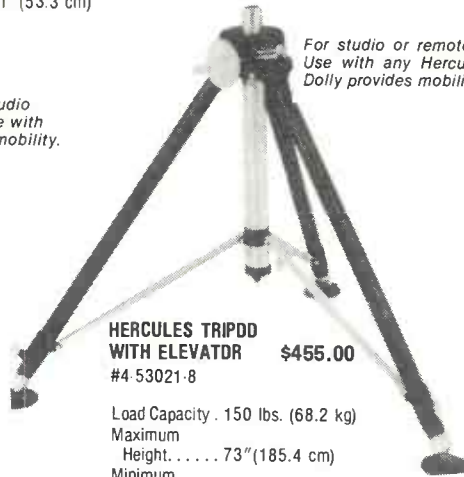 1" (53.3 cm)
For studio or remote
Use with any Hercu
Dolly provides mobili
udio
e with
mobility.
HERCULES TRIPDD
WITH ELEVATDR $455.00
#4-53021-8
Load Capacity . 150 lbs. (68.2 kg)
Maximum
Height. . . . . . 73"(185.4 cm)
Minimum